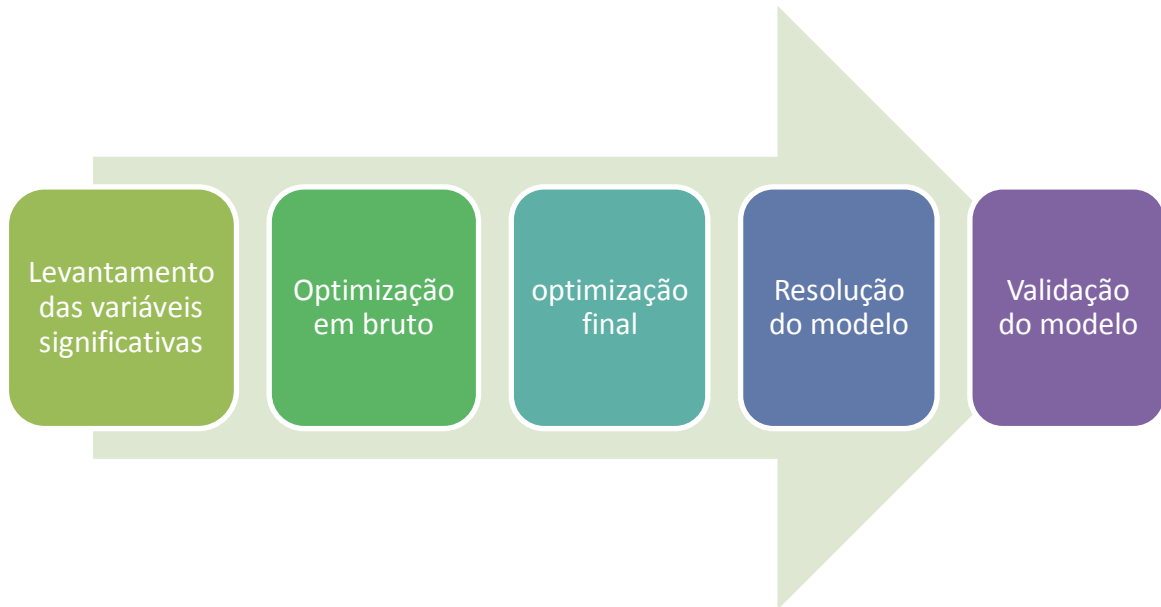 Levantamento
das variáveis
significativas
Optimização
em bruto
optimização
final
Resolução
do modelo
Validação
do modelo